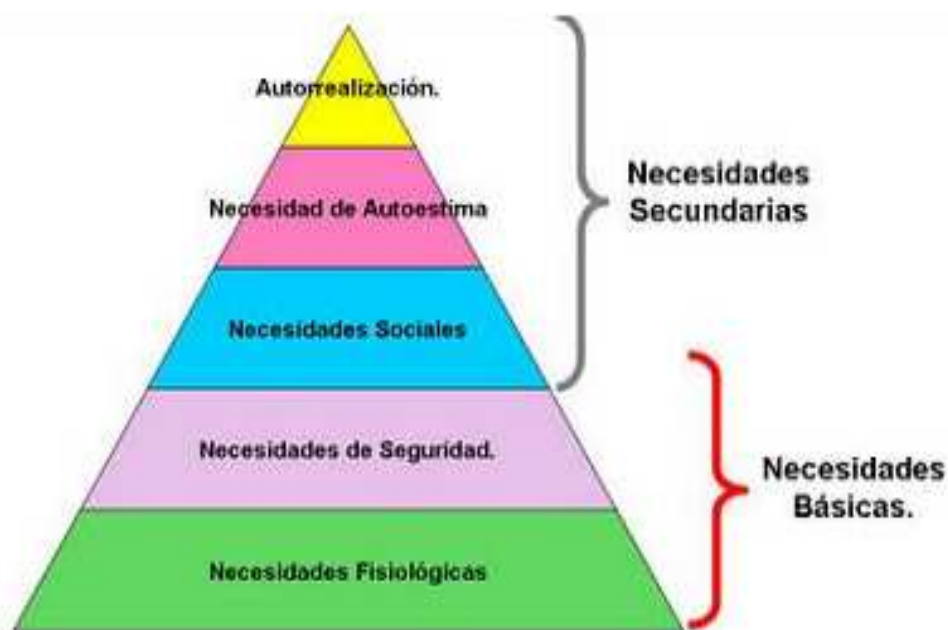 Autorrealización.
Necesidad de Autoestima
Necesidades Sociales
Necesidades de Seguridad.
Necesidades Fisiológicas
Necesidades
Secundarias
Necesidades
Básicas.